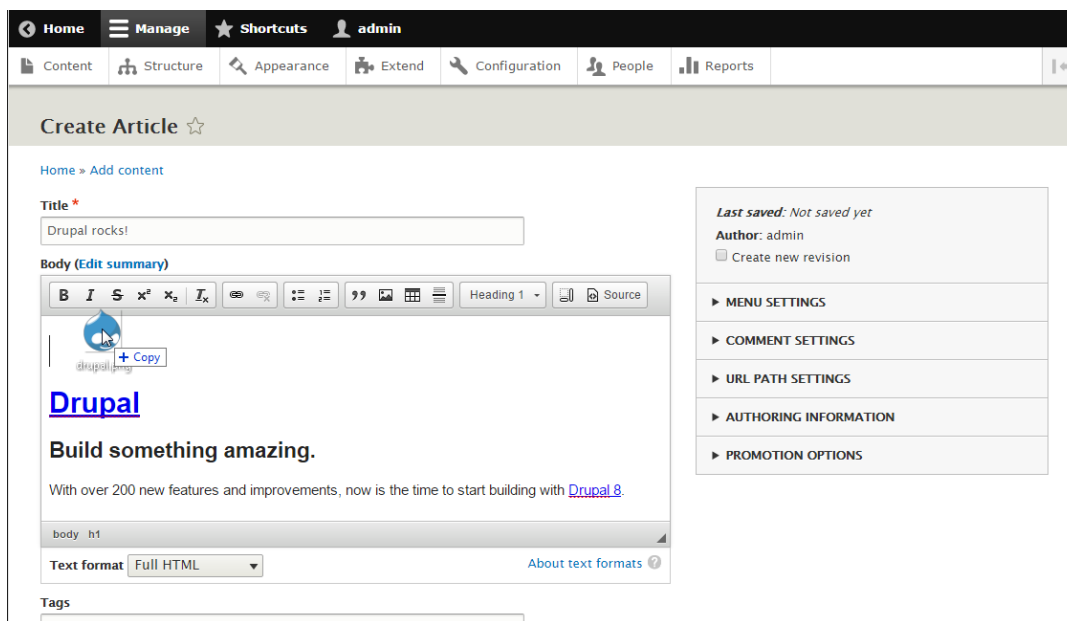 Home Manage Shortcuts admin
Content Structure Appearance Extend Configuration People Reports
Create Article
Home » Add content
Title *
Drupal rocks!
Body (Edit summary)
B I S x² x₂ Iₓ Heading 1 Source
drupal.png
+ Copy
Drupal
Build something amazing.
With over 200 new features and improvements, now is the time to start building with Drupal 8.
body h1
Text format Full HTML About text formats ?
Tags
Last saved: Not saved yet
Author: admin
Create new revision
MENU SETTINGS
COMMENT SETTINGS
URL PATH SETTINGS
AUTHORING INFORMATION
PROMOTION OPTIONS